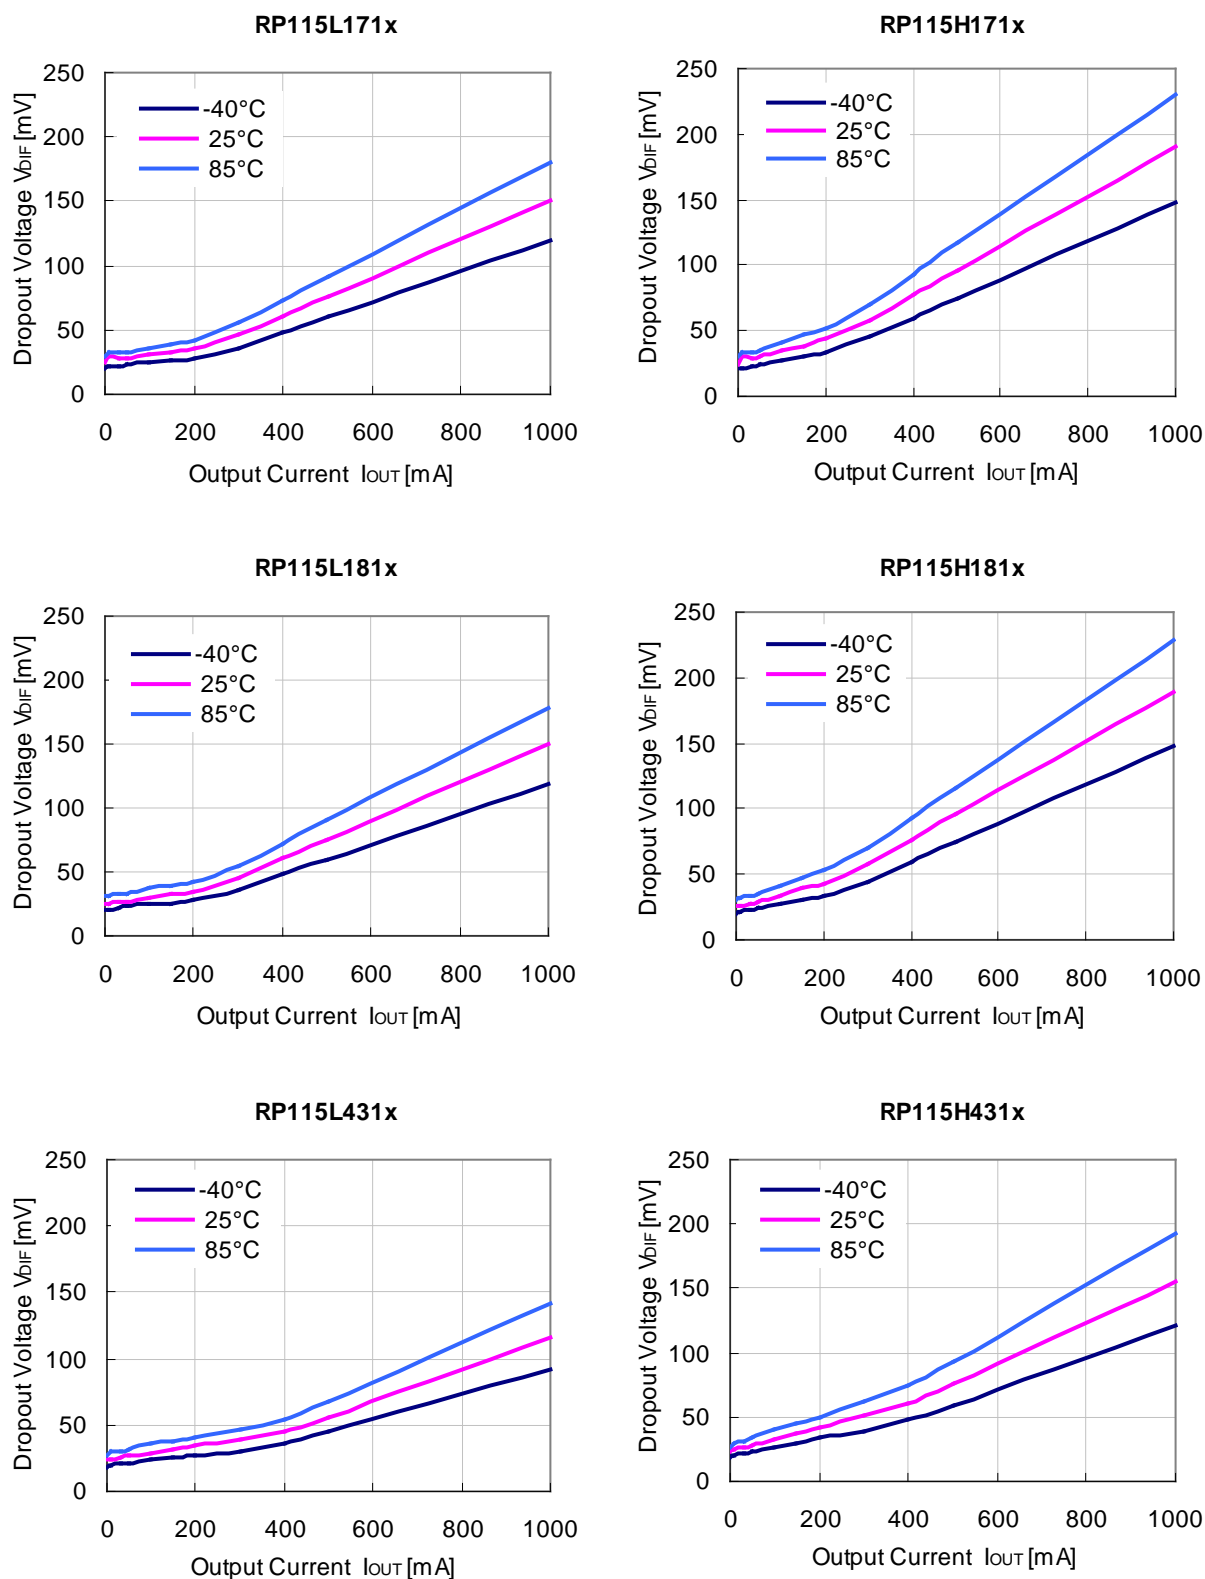 RP115L171x
Dropout Voltage VDIF [mV]
250
200
150
100
50
0
-40°C
25°C
85°C
0 200 400 600 800 1000
Output Current IOUT [mA]
RP115H171x
Dropout Voltage VDIF [mV]
250
200
150
100
50
0
-40°C
25°C
85°C
0 200 400 600 800 1000
Output Current IOUT [mA]
RP115L181x
Dropout Voltage VDIF [mV]
250
200
150
100
50
0
-40°C
25°C
85°C
0 200 400 600 800 1000
Output Current IOUT [mA]
RP115H181x
Dropout Voltage VDIF [mV]
250
200
150
100
50
0
-40°C
25°C
85°C
0 200 400 600 800 1000
Output Current IOUT [mA]
RP115L431x
Dropout Voltage VDIF [mV]
250
200
150
100
50
0
-40°C
25°C
85°C
0 200 400 600 800 1000
Output Current IOUT [mA]
RP115H431x
Dropout Voltage VDIF [mV]
250
200
150
100
50
0
-40°C
25°C
85°C
0 200 400 600 800 1000
Output Current IOUT [mA]